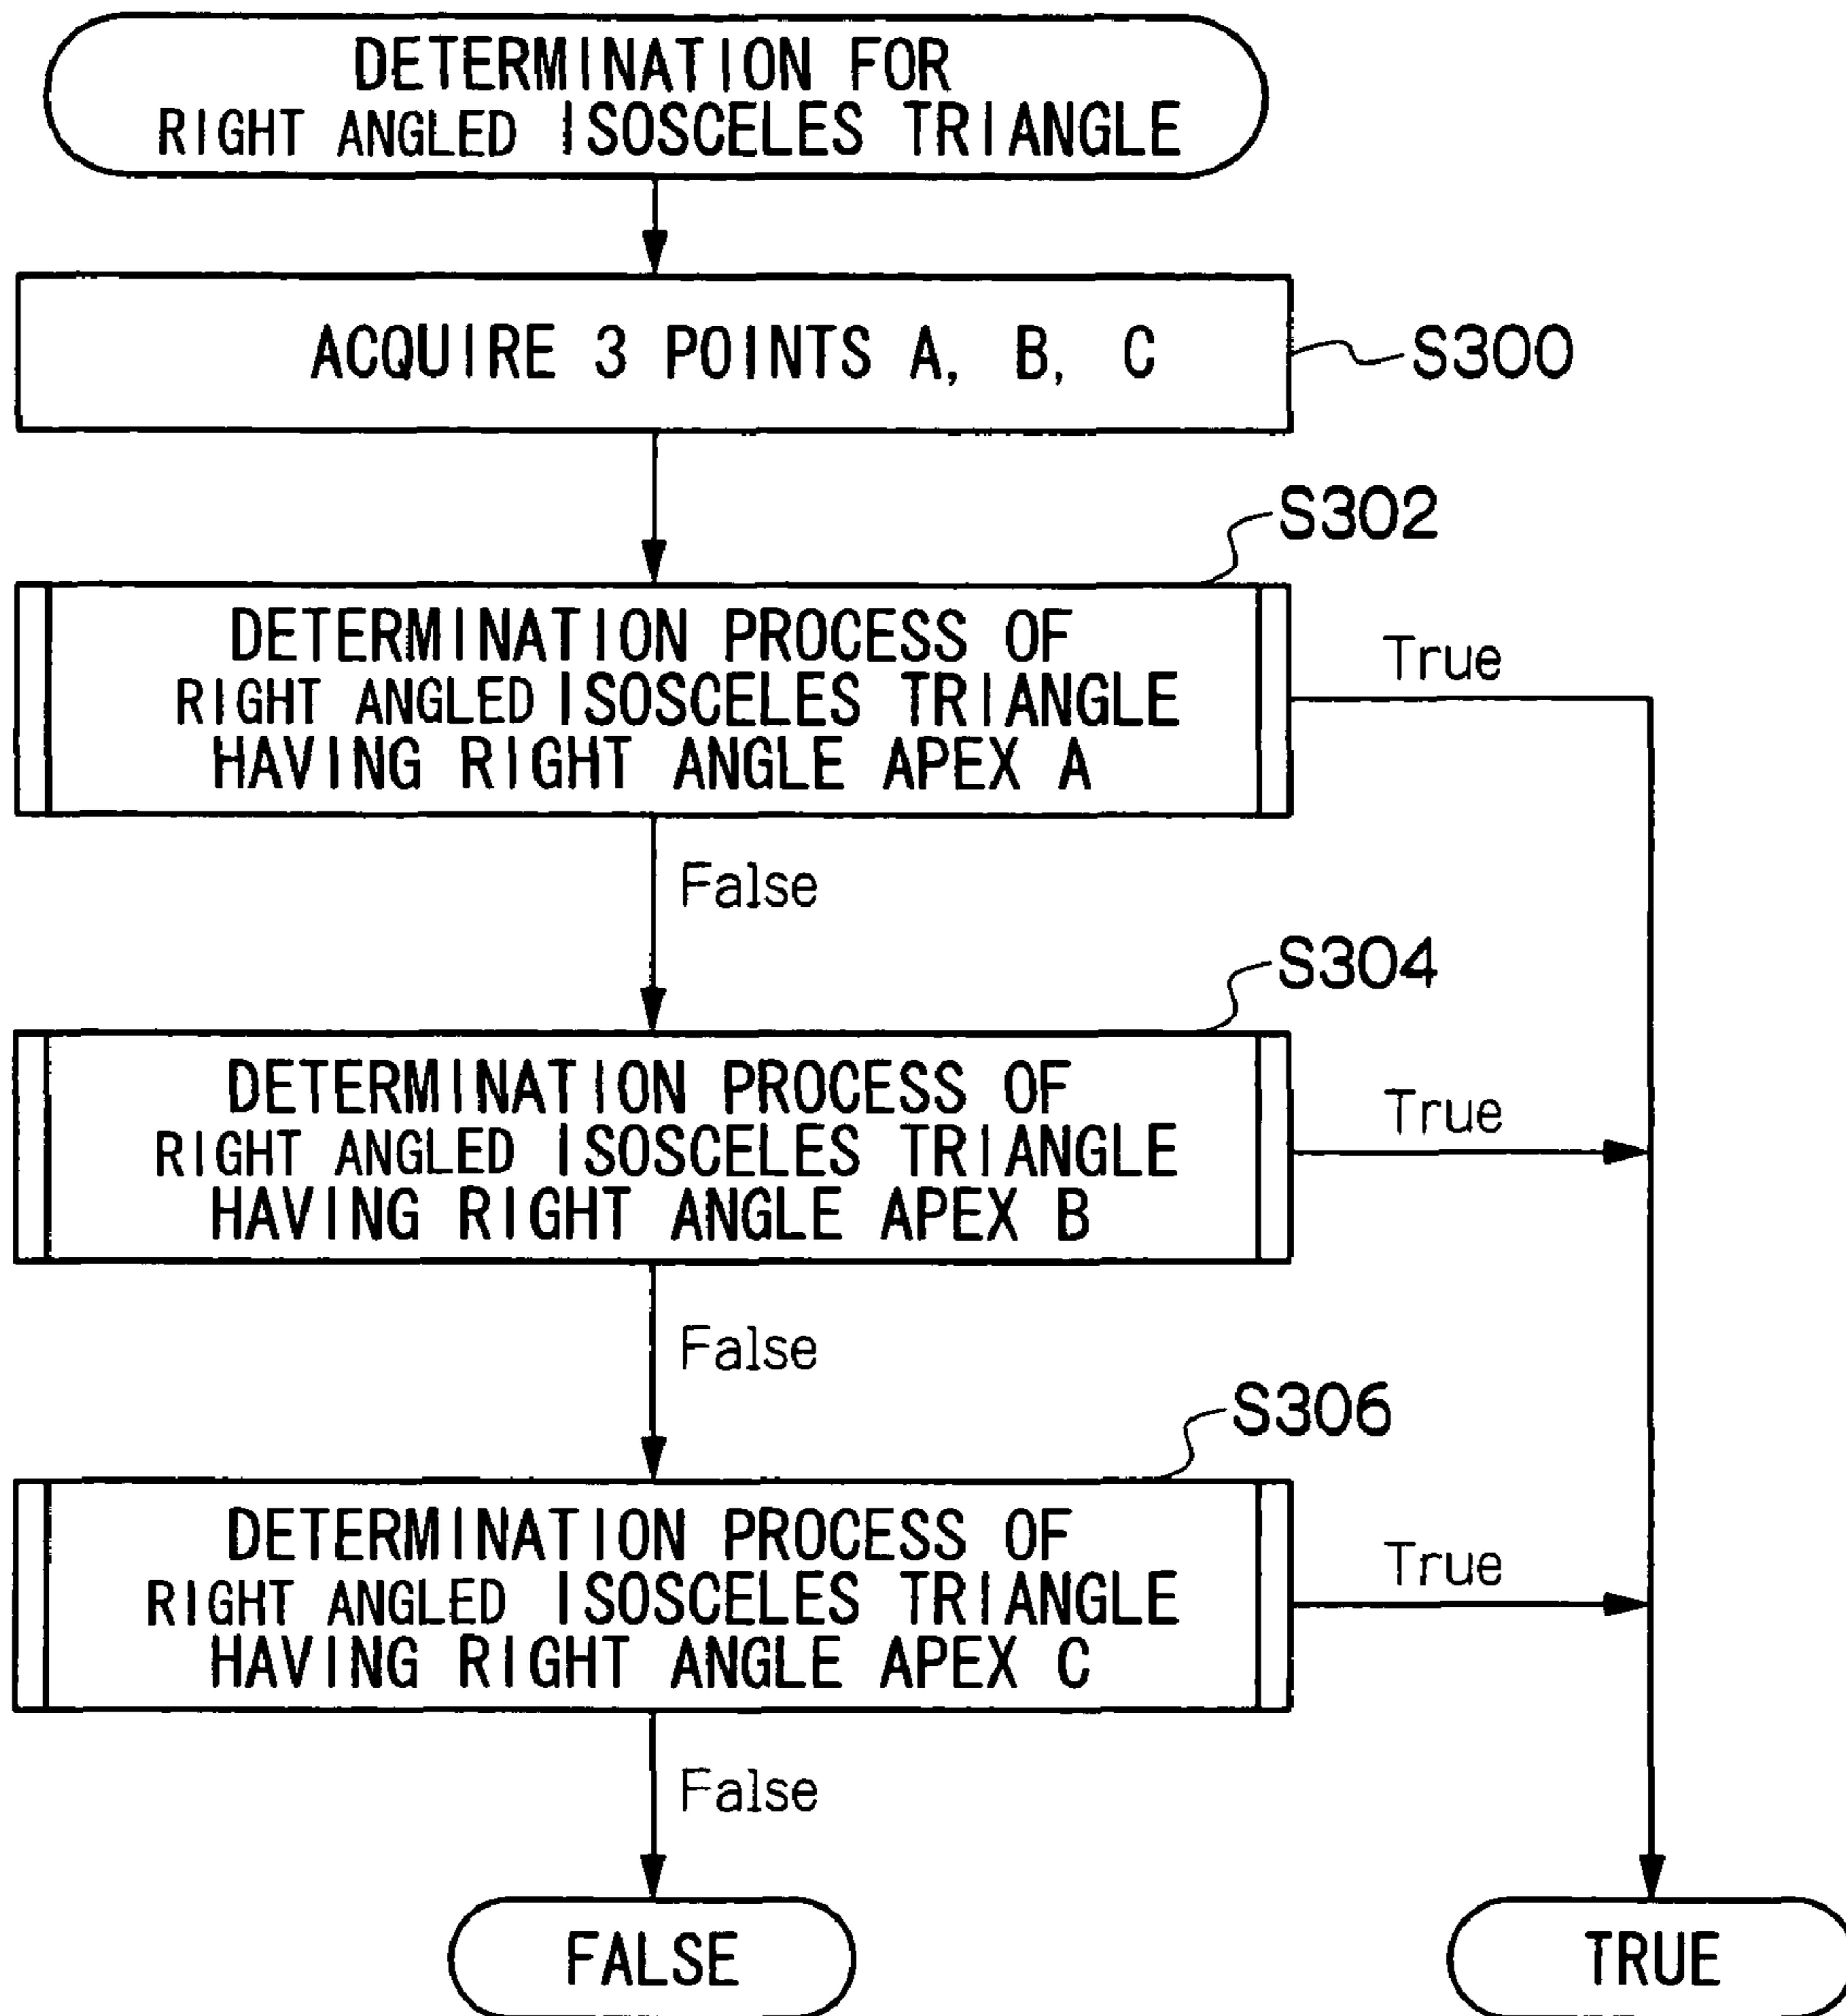 DETERMINATION FOR
RIGHT ANGLED ISOSCELES TRIANGLE
ACQUIRE 3 POINTS A, B, C
S300
S302
DETERMINATION PROCESS OF
RIGHT ANGLED ISOSCELES TRIANGLE
HAVING RIGHT ANGLE APEX A
True
False
S304
DETERMINATION PROCESS OF
RIGHT ANGLED ISOSCELES TRIANGLE
HAVING RIGHT ANGLE APEX B
True
False
S306
DETERMINATION PROCESS OF
RIGHT ANGLED ISOSCELES TRIANGLE
HAVING RIGHT ANGLE APEX C
True
False
FALSE
TRUE